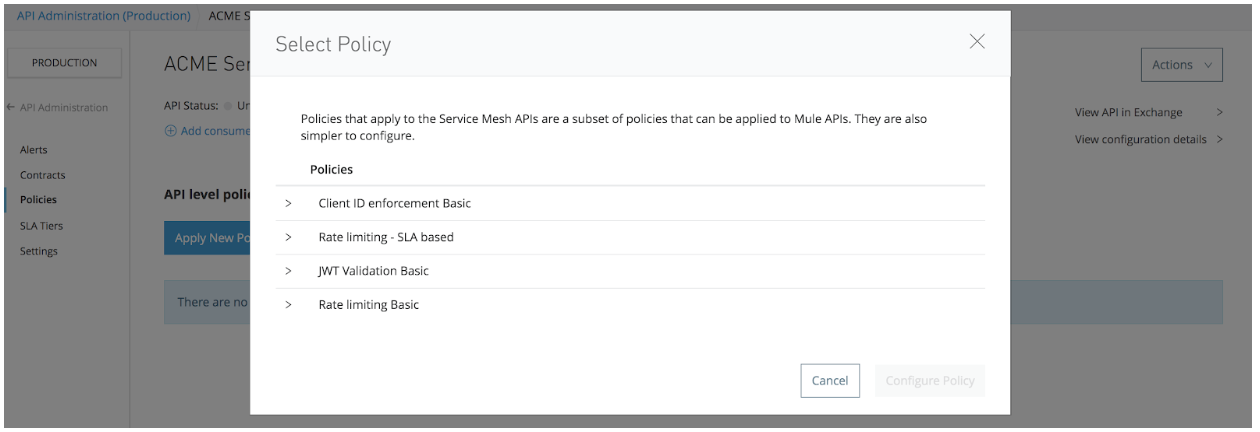 API Administration (Production) ACME S
Select Policy
PRODUCTION
ACME Ser
Actions
API Administration
API Status: Un
View API in Exchange
Add consume
View configuration details
Policies that apply to the Service Mesh APIs are a subset of policies that can be applied to Mule APIs. They are also
simpler to configure.
Alerts
Contracts
Policies
SLA Tiers
Settings
API level polic
Apply New Po
There are no
Policies
Client ID enforcement Basic
Rate limiting - SLA based
JWT Validation Basic
Rate limiting Basic
Cancel
Configure Policy